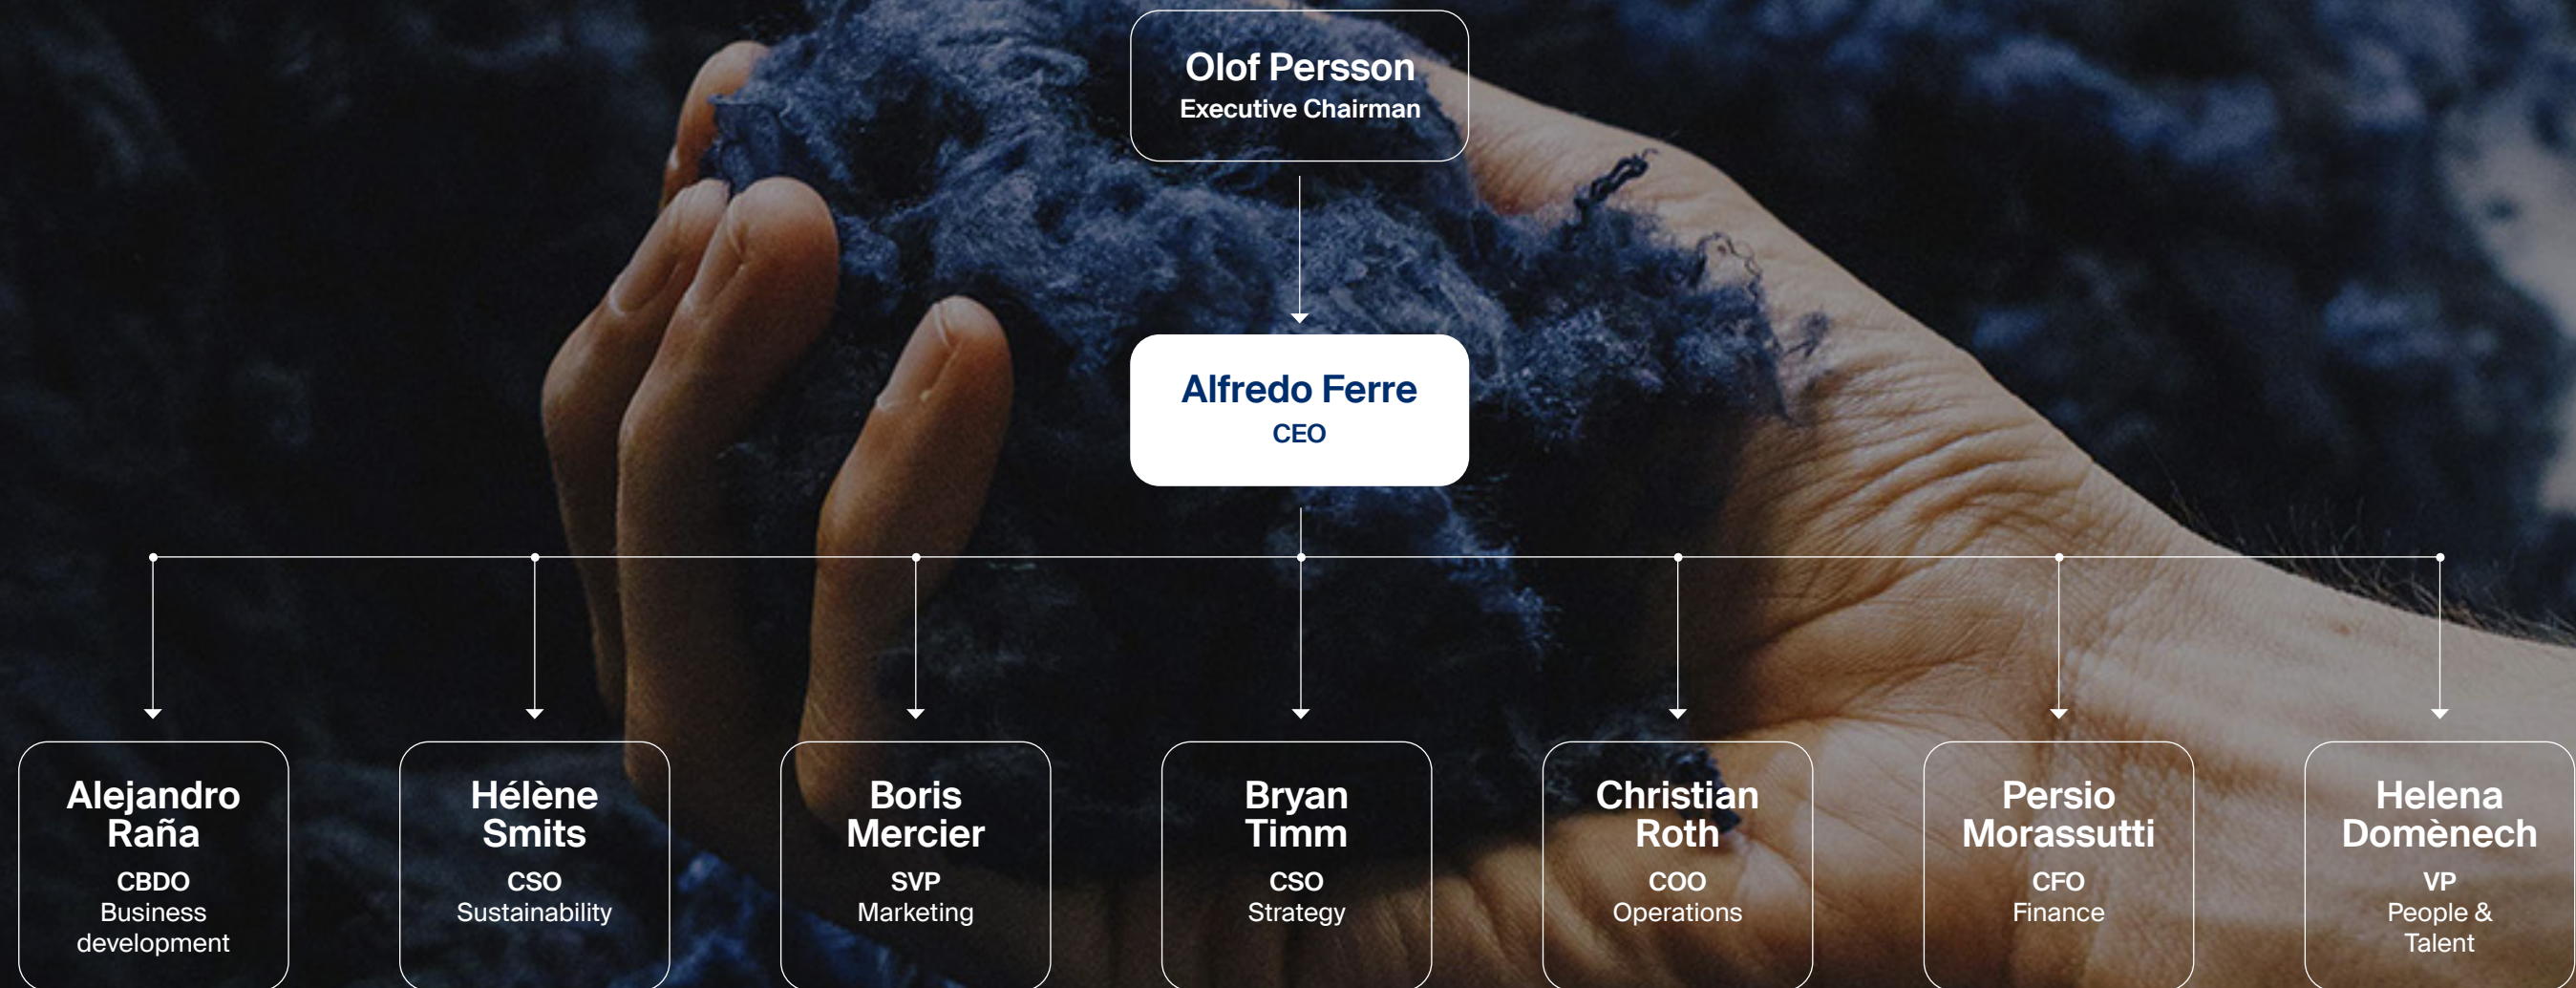 Olof Persson
Executive Chairman
Alfredo Ferre
CEO
Alejandro
Raña
CBDO
Business
development
Hélène
Smits
CSO
Sustainability
Boris
Mercier
SVP
Marketing
Bryan
Timm
CSO
Strategy
Christian
Roth
COO
Operations
Persio
Morassutti
CFO
Finance
Helena
Domènech
VP
People &
Talent